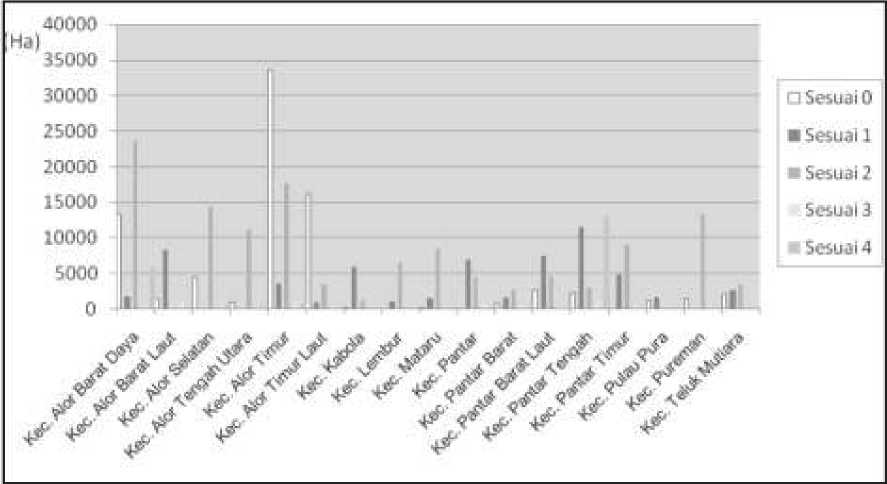 (Ha)
40000
35000
30000
25000
20000
15000
10000
5000
0
Kec. Alor Barat Daya
Kec. Alor Barat Laut
Kec. Alor Selatan
Kec. Alor Tengah Utara
Kec. Alor Timur
Kec. Alor Timur Laut
Kec. Kabola
Kec. Lembur
Kec. Mataru
Kec. Pantar
Kec. Pantar Barat
Kec. Pantar Barat Laut
Kec. Pantar Tengah
Kec. Pantar Timur
Kec. Pulau Pura
Kec. Pureman
Kec. Teluk Mutiara
Sesuai 0
Sesuai 1
Sesuai 2
Sesuai 3
Sesuai 4